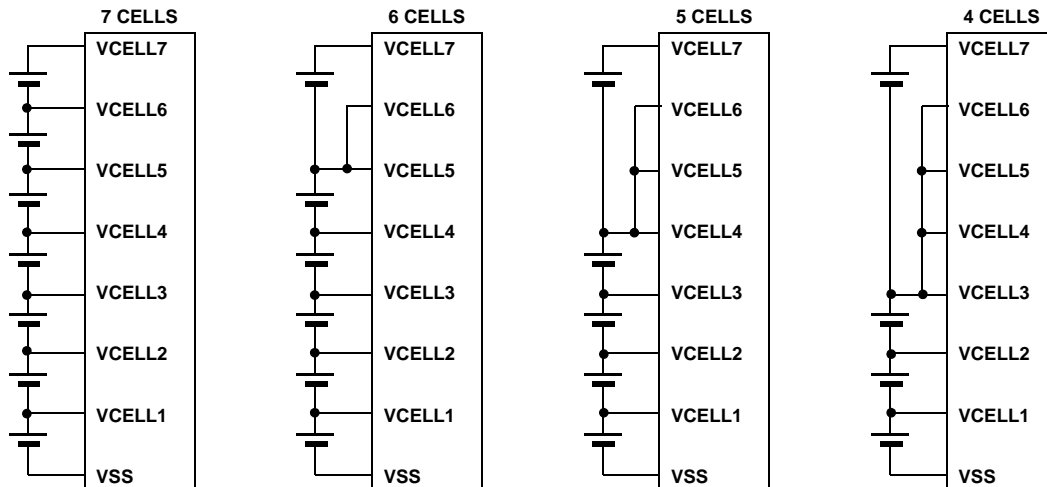 7 CELLS
VCELL7
VCELL6
VCELL5
VCELL4
VCELL3
VCELL2
VCELL1
VSS
6 CELLS
VCELL7
VCELL6
VCELL5
VCELL4
VCELL3
VCELL2
VCELL1
VSS
5 CELLS
VCELL7
VCELL6
VCELL5
VCELL4
VCELL3
VCELL2
VCELL1
VSS
4 CELLS
VCELL7
VCELL6
VCELL5
VCELL4
VCELL3
VCELL2
VCELL1
VSS